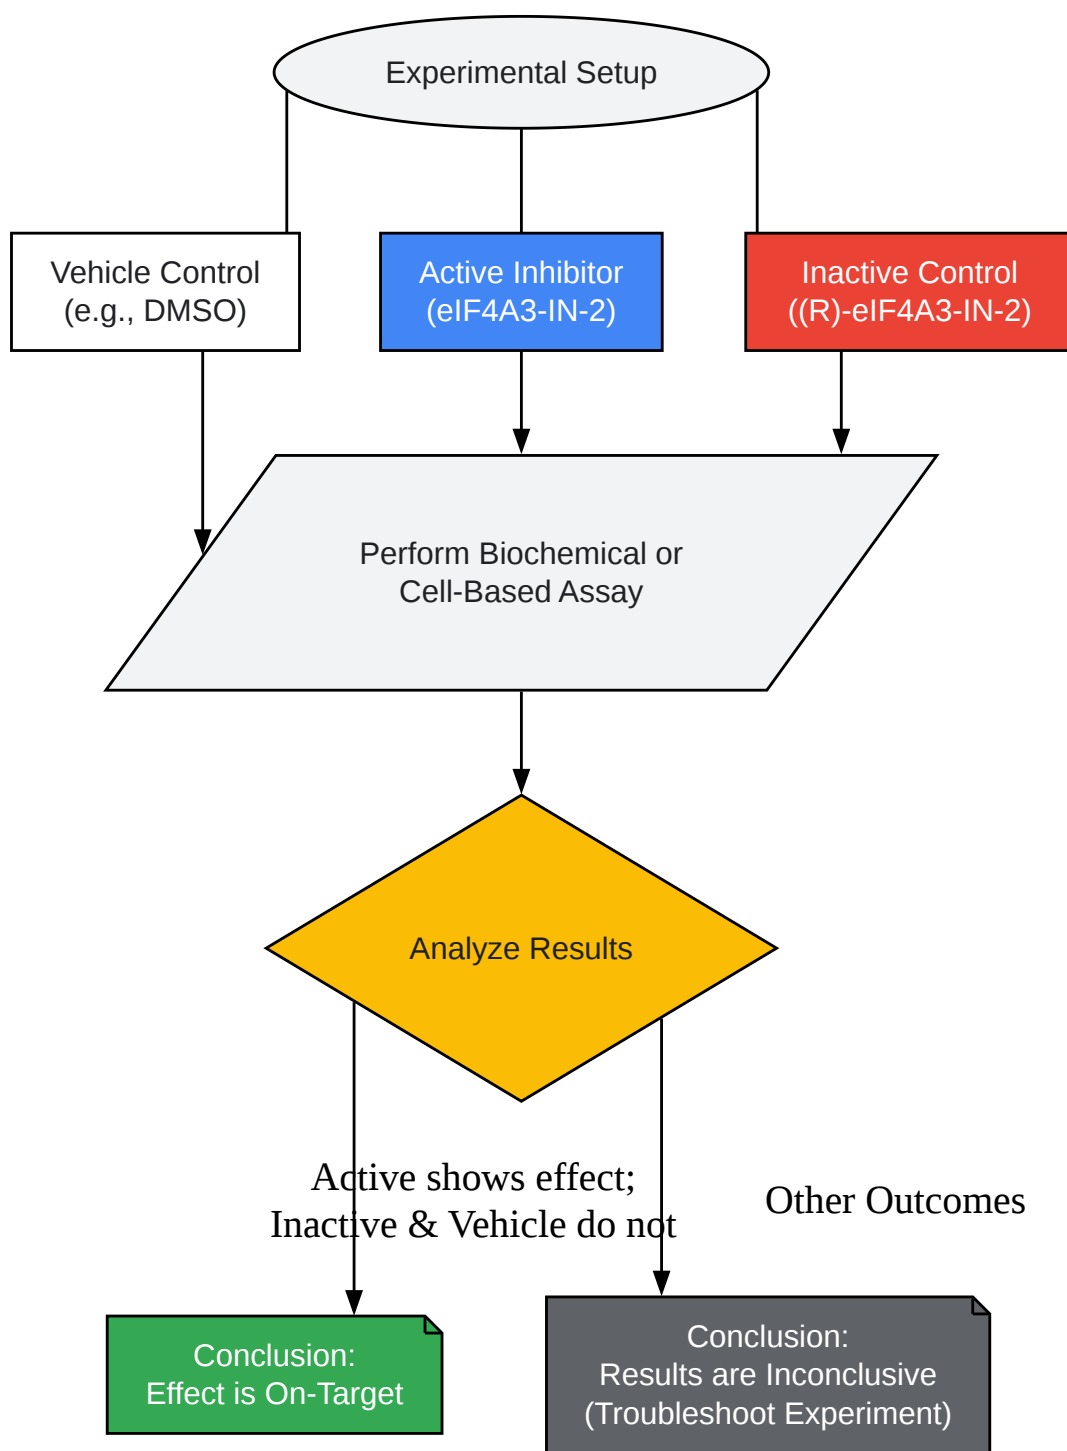 Experimental Setup
Vehicle Control
(e.g., DMSO)
Active Inhibitor
(eIF4A3-IN-2)
Inactive Control
((R)-eIF4A3-IN-2)
Perform Biochemical or
Cell-Based Assay
Analyze Results
Active shows effect;
Inactive & Vehicle do not
Other Outcomes
Conclusion:
Effect is On-Target
Conclusion:
Results are Inconclusive
(Troubleshoot Experiment)